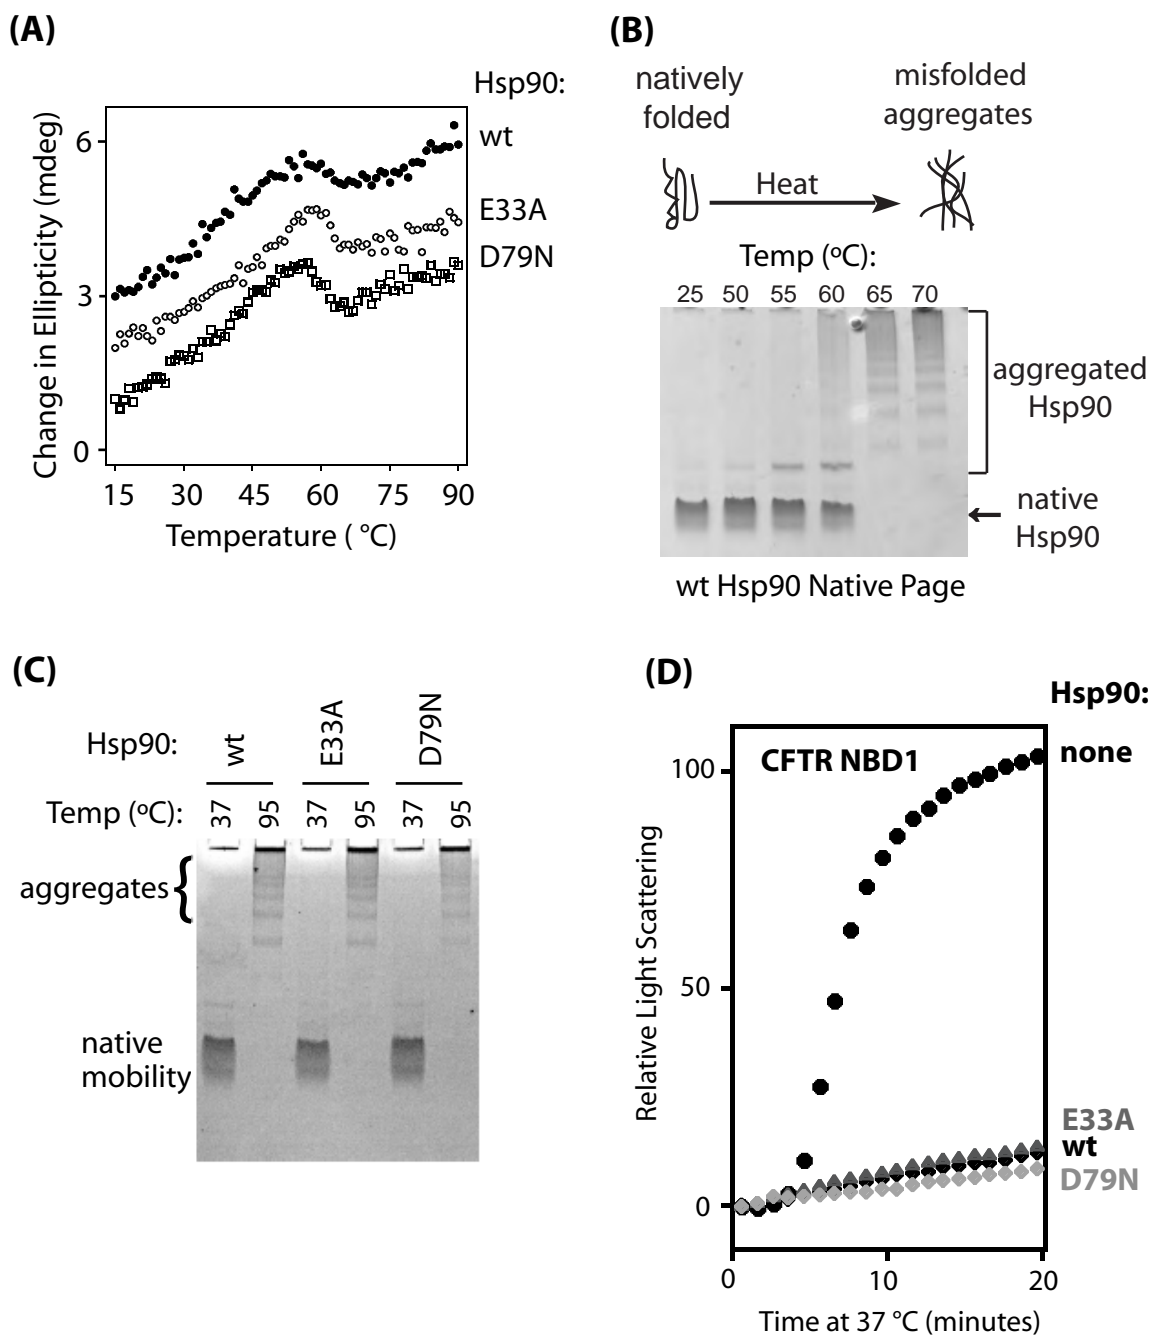 (A)
Hsp90:
wt
E33A
D79N
Change in Ellipticity (mdeg)
6
3
0
15 30 45 60 75 90
Temperature ( °C)
(B)
natively
folded
misfolded
aggregates
Heat
Temp (ºC):
25 50 55 60 65 70
aggregated
Hsp90
native
Hsp90
wt Hsp90 Native Page
(C)
Hsp90:
wt
E33A
D79N
Temp (ºC):
37 95 37 95 37 95
aggregates
native
mobility
(D)
Hsp90:
CFTR NBD1
none
E33A
wt
D79N
Relative Light Scattering
100
50
0
0 10 20
Time at 37 °C (minutes)